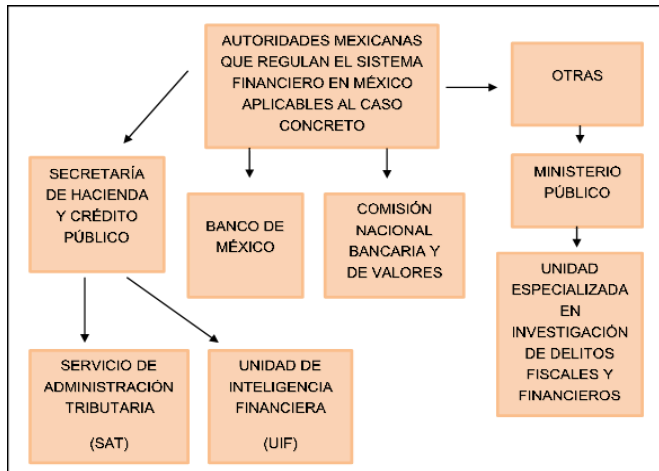 AUTORIDADES MEXICANAS
QUE REGULAN EL SISTEMA
FINANCIERO EN MÉXICO
APLICABLES AL CASO
CONCRETO
OTRAS
SECRETARÍA
DE HACIENDA
Y CRÉDITO
PÚBLICO
BANCO DE
MÉXICO
COMISIÓN
NACIONAL
BANCARIA Y
DE VALORES
MINISTERIO
PÚBLICO
SERVICIO DE
ADMINISTRACIÓN
TRIBUTARIA
(SAT)
UNIDAD DE
INTELIGENCIA
FINANCIERA
(UIF)
UNIDAD
ESPECIALIZADA
EN
INVESTIGACIÓN
DE DELITOS
FISCALES Y
FINANCIEROS